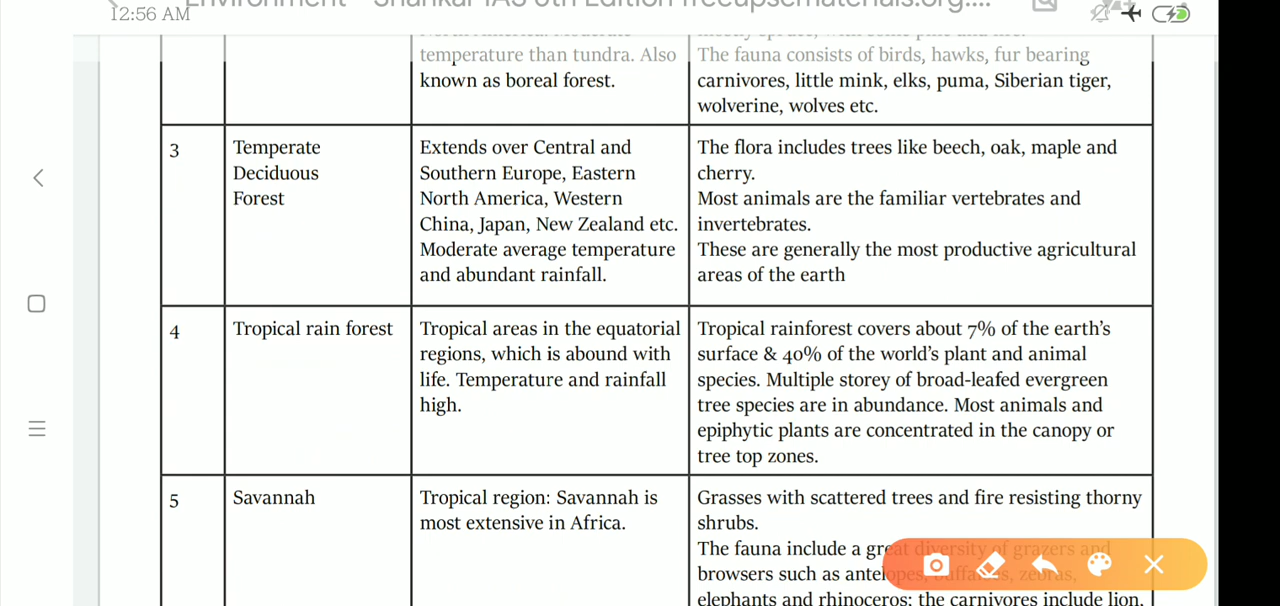 12:56 AM
temperature than tundra. Also
known as boreal forest.
The fauna consists of birds, hawks, fur bearing
carnivores, little mink, elks, puma, Siberian tiger,
wolverine, wolves etc.
3
Temperate
Deciduous
Forest
Extends over Central and
Southern Europe, Eastern
North America, Western
China, Japan, New Zealand etc.
Moderate average temperature
and abundant rainfall.
The flora includes trees like beech, oak, maple and
cherry.
Most animals are the familiar vertebrates and
invertebrates.
These are generally the most productive agricultural
areas of the earth
4
Tropical rain forest
Tropical areas in the equatorial
regions, which is abound with
life. Temperature and rainfall
high.
Tropical rainforest covers about 7% of the earth's
surface & 40% of the world's plant and animal
species. Multiple storey of broad-leafed evergreen
tree species are in abundance. Most animals and
epiphytic plants are concentrated in the canopy or
tree top zones.
5
Savannah
Tropical region: Savannah is
most extensive in Africa.
Grasses with scattered trees and fire resisting thorny
shrubs.
The fauna include a great diversity of grazers and
browsers such as antelopes, buffaloes, zebras,
elephants and rhinoceros; the carnivores include lion,